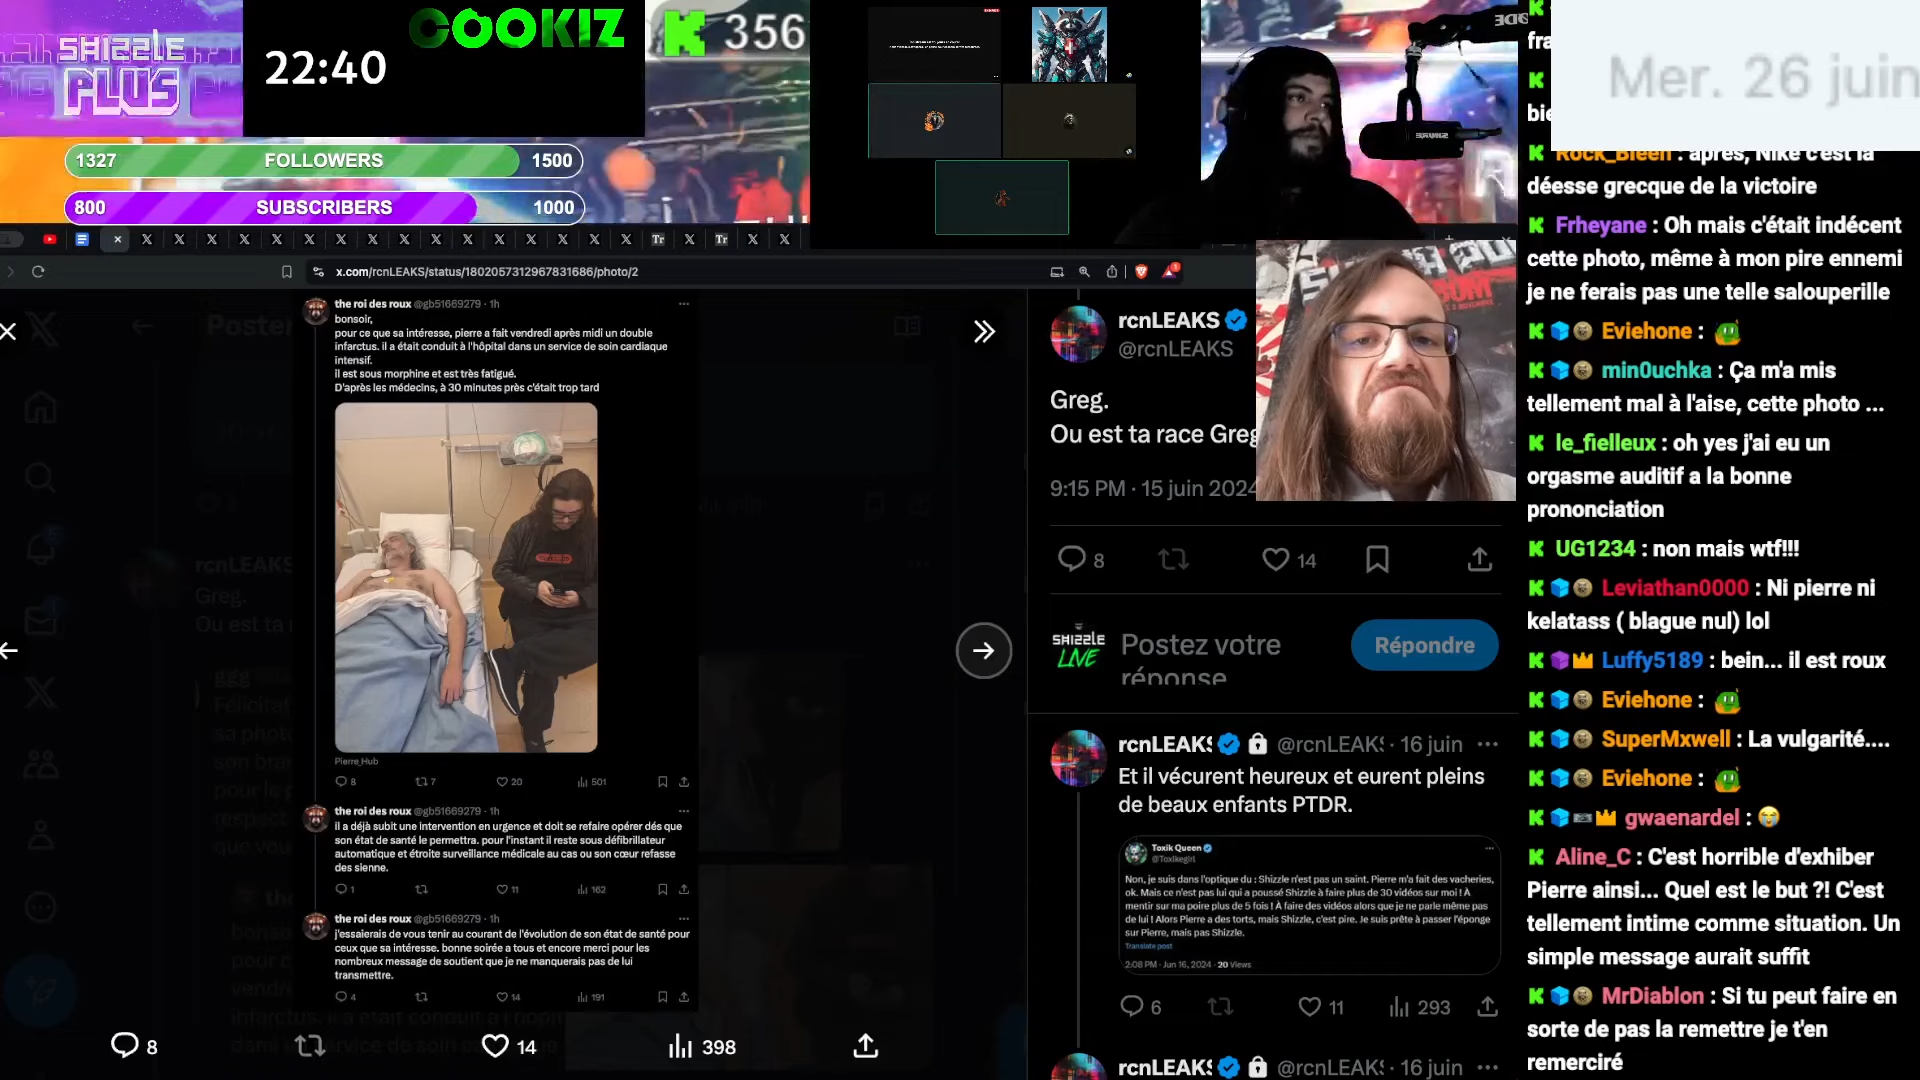 SHIZZLE
PLUS
22:40
COOKIZ
356
1327 FOLLOWERS 1500
800 SUBSCRIBERS 1000
Mer. 26 juin
x.com/rcnLEAKS/status/1802057312967831686/photo/2
the roi des roux @gb51669279 · 1h
bonsoir,
pour ce que sa intéresse, pierre a fait vendredi après midi un double
infarctus. il a était conduit à l'hôpital dans un service de soin cardiaque
intensif.
il est sous morphine et est très fatigué.
D'après les médecins, à 30 minutes près c'était trop tard
Pierre_Hub
8 7 20 501
the roi des roux @gb51669279 · 1h
il a déjà subit une intervention en urgence et doit se refaire opérer dés que
son état de santé le permettra. pour l'instant il reste sous défibrillateur
automatique et étroite surveillance médicale au cas ou son cœur refasse
des sienne.
1 11 162
the roi des roux @gb51669279 · 1h
j'essaierais de vous tenir au courant de l'évolution de son état de santé pour
ceux que sa intéresse. bonne soirée a tous et encore merci pour les
nombreux message de soutient que je ne manquerais pas de lui
transmettre.
4 14 191
8 14 398
rcnLEAKS
@rcnLEAKS
Greg.
Ou est ta race Greg
9:15 PM · 15 juin 2024
8 14
SHIZZLE
LIVE
Postez votre
réponse
Répondre
rcnLEAKS @rcnLEAKS · 16 juin
Et il vécurent heureux et eurent pleins
de beaux enfants PTDR.
Toxik Queen
@Toxikegirl
Non, je suis dans l'optique du : Shizzle n'est pas un saint. Pierre m'a fait des vacheries,
ok. Mais ce n'est pas lui qui a poussé Shizzle à faire plus de 30 vidéos sur moi ! À
mentir sur ma poire plus de 5 fois ! À faire des vidéos alors que je ne parle même pas
de lui ! Alors Pierre a des torts, mais Shizzle, c'est pire. Je suis prête à passer l'éponge
sur Pierre, mais pas Shizzle.
Translate post
2:08 PM · Jun 16, 2024 · 20 Views
6 11 293
rcnLEAKS @rcnLEAKS · 16 juin
fra
bie
Rock_Bleen : après, Nike c'est la
déesse grecque de la victoire
Frheyane : Oh mais c'était indécent
cette photo, même à mon pire ennemi
je ne ferais pas une telle salouperille
Eviehone :
min0uchka : Ça m'a mis
tellement mal à l'aise, cette photo ...
le_fielleux : oh yes j'ai eu un
orgasme auditif a la bonne
prononciation
UG1234 : non mais wtf!!!
Leviathan0000 : Ni pierre ni
kelatass ( blague nul) lol
Luffy5189 : bein... il est roux
Eviehone :
SuperMxwell : La vulgarité....
Eviehone :
gwaenardel :
Aline_C : C'est horrible d'exhiber
Pierre ainsi... Quel est le but ?! C'est
tellement intime comme situation. Un
simple message aurait suffit
MrDiablon : Si tu peut faire en
sorte de pas la remettre je t'en
remerciré